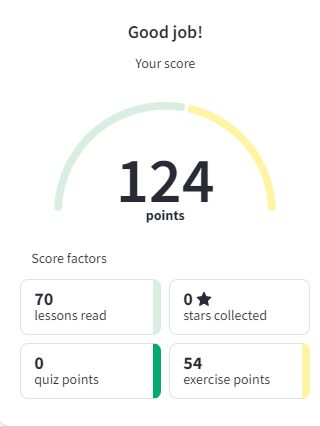 Good job!
Your score
124
points
Score factors
70
lessons read
0 ★
stars collected
0
quiz points
54
exercise points